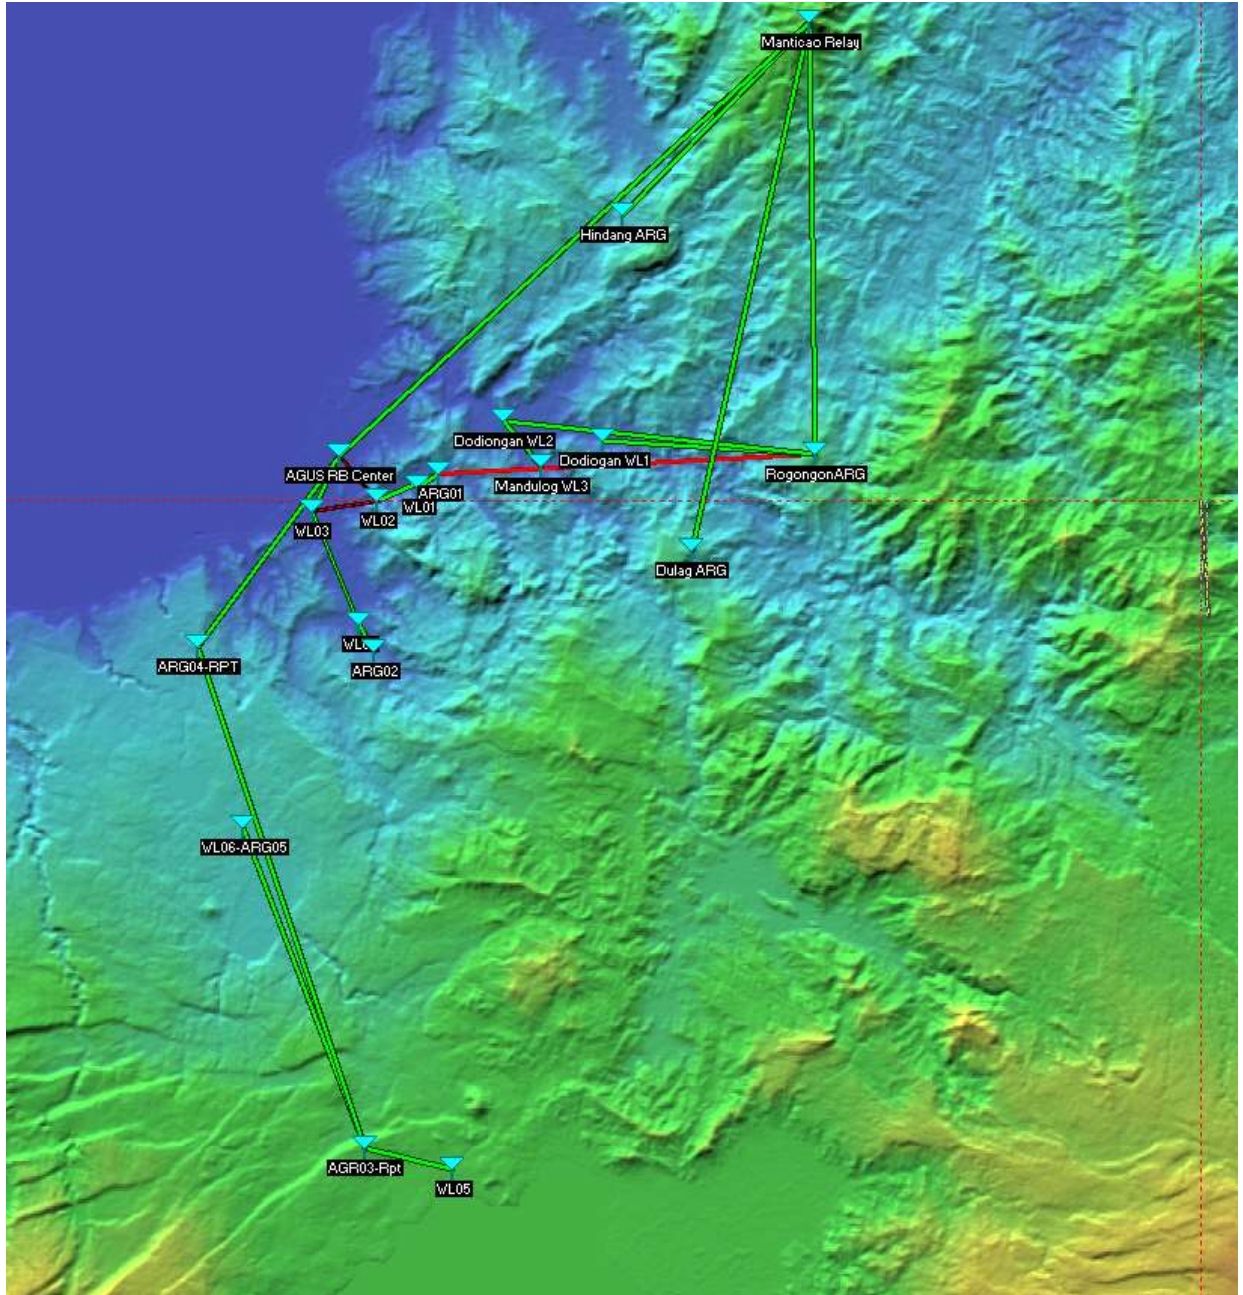 Manticao Relay
Hindang ARG
Dodiongan WL2
Dodiogan WL1
RogongonARG
AGUS RB Center
Mandulog WL3
ARG01
WL01
WL02
WL03
Dulag ARG
ARG02
ARG04-RPT
WL06-ARG05
AGR03-Rpt
WL05